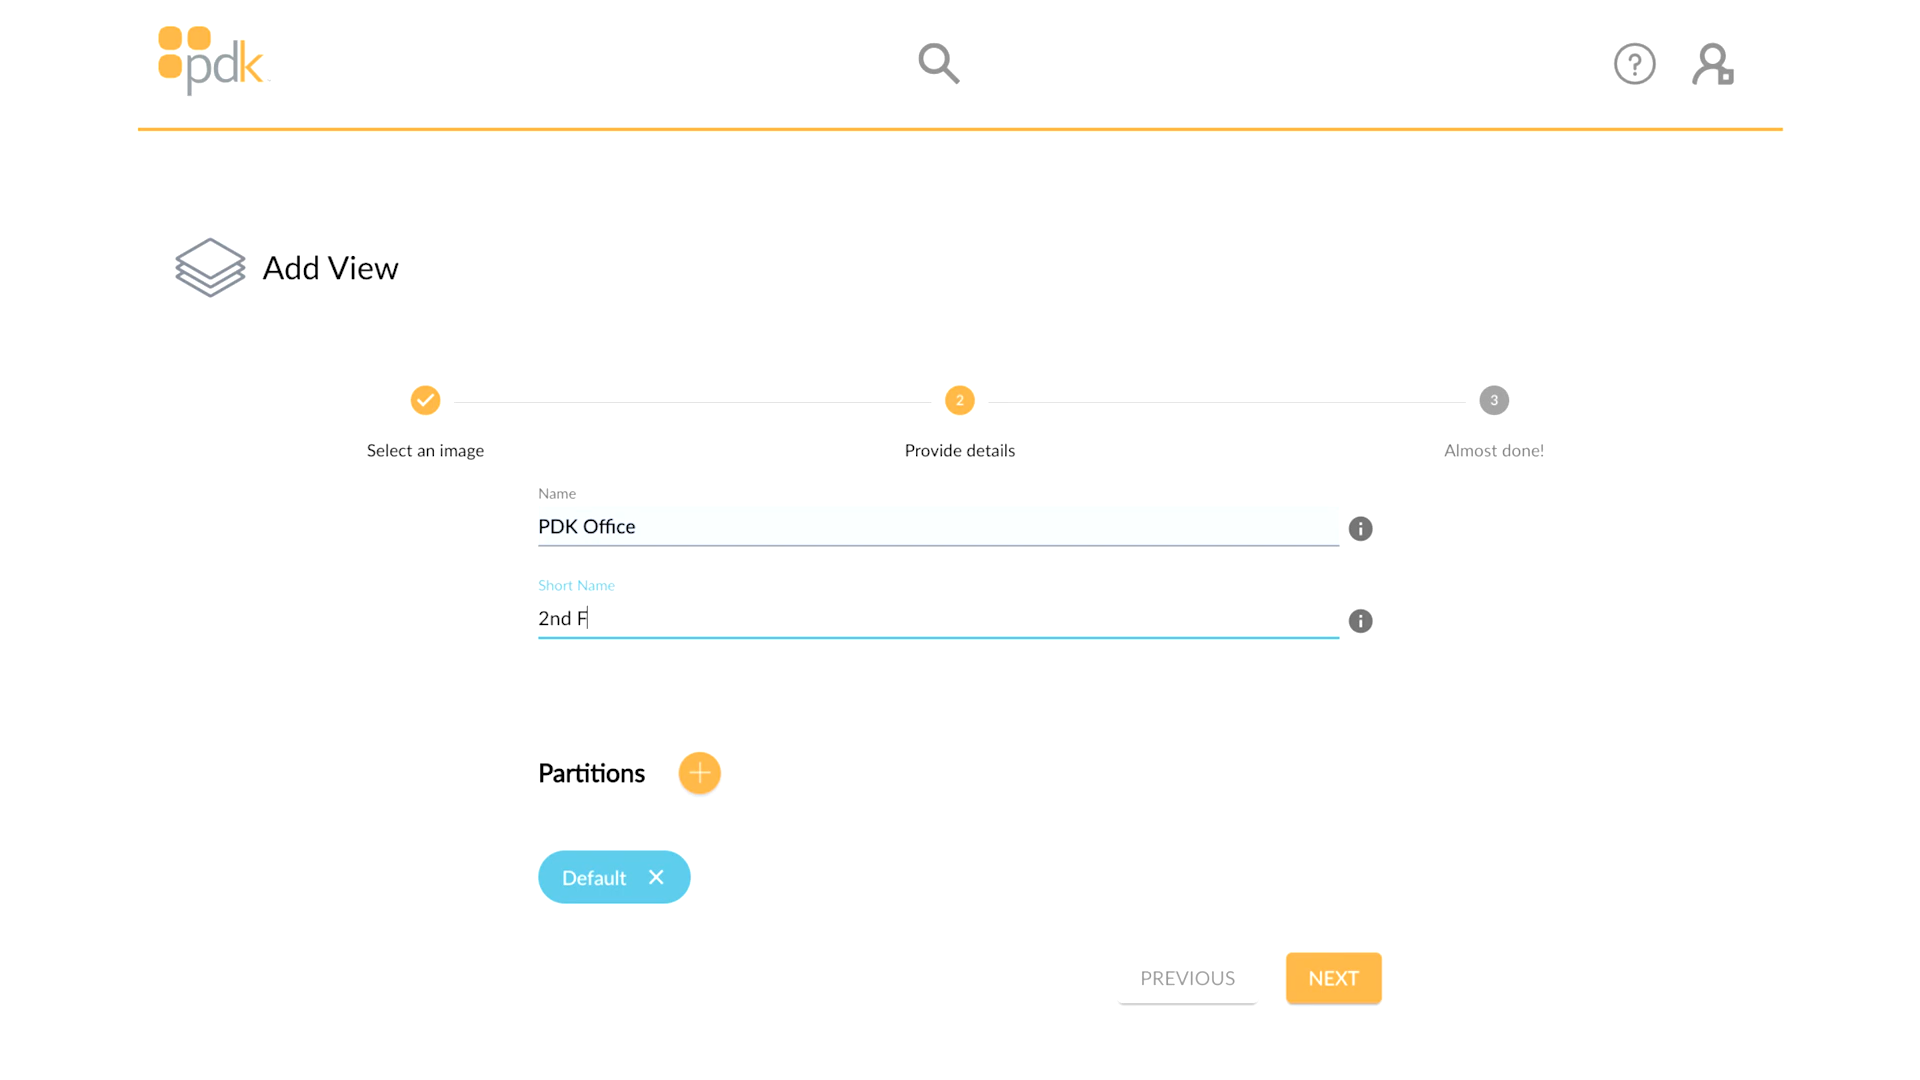 pdk
?
Add View
2
3
Select an image
Provide details
Almost done!
Name
PDK Office
Short Name
2nd F
Partitions
Default
PREVIOUS
NEXT